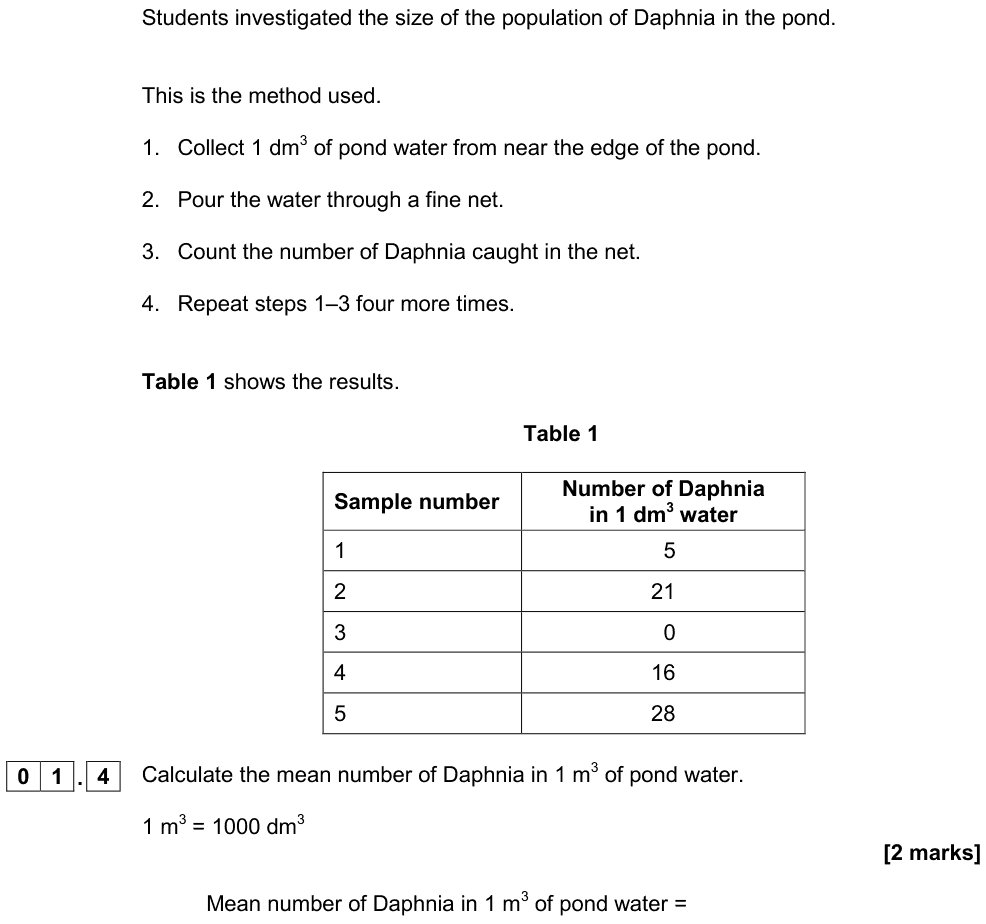 Students investigated the size of the population of Daphnia in the pond.
This is the method used.
1. Collect 1 dm³ of pond water from near the edge of the pond.
2. Pour the water through a fine net.
3. Count the number of Daphnia caught in the net.
4. Repeat steps 1–3 four more times.
Table 1 shows the results.
Table 1
Sample number Number of Daphnia
in 1 dm³ water
1 5
2 21
3 0
4 16
5 28
0 1 . 4 Calculate the mean number of Daphnia in 1 m³ of pond water.
1 m³ = 1000 dm³
[2 marks]
Mean number of Daphnia in 1 m³ of pond water =